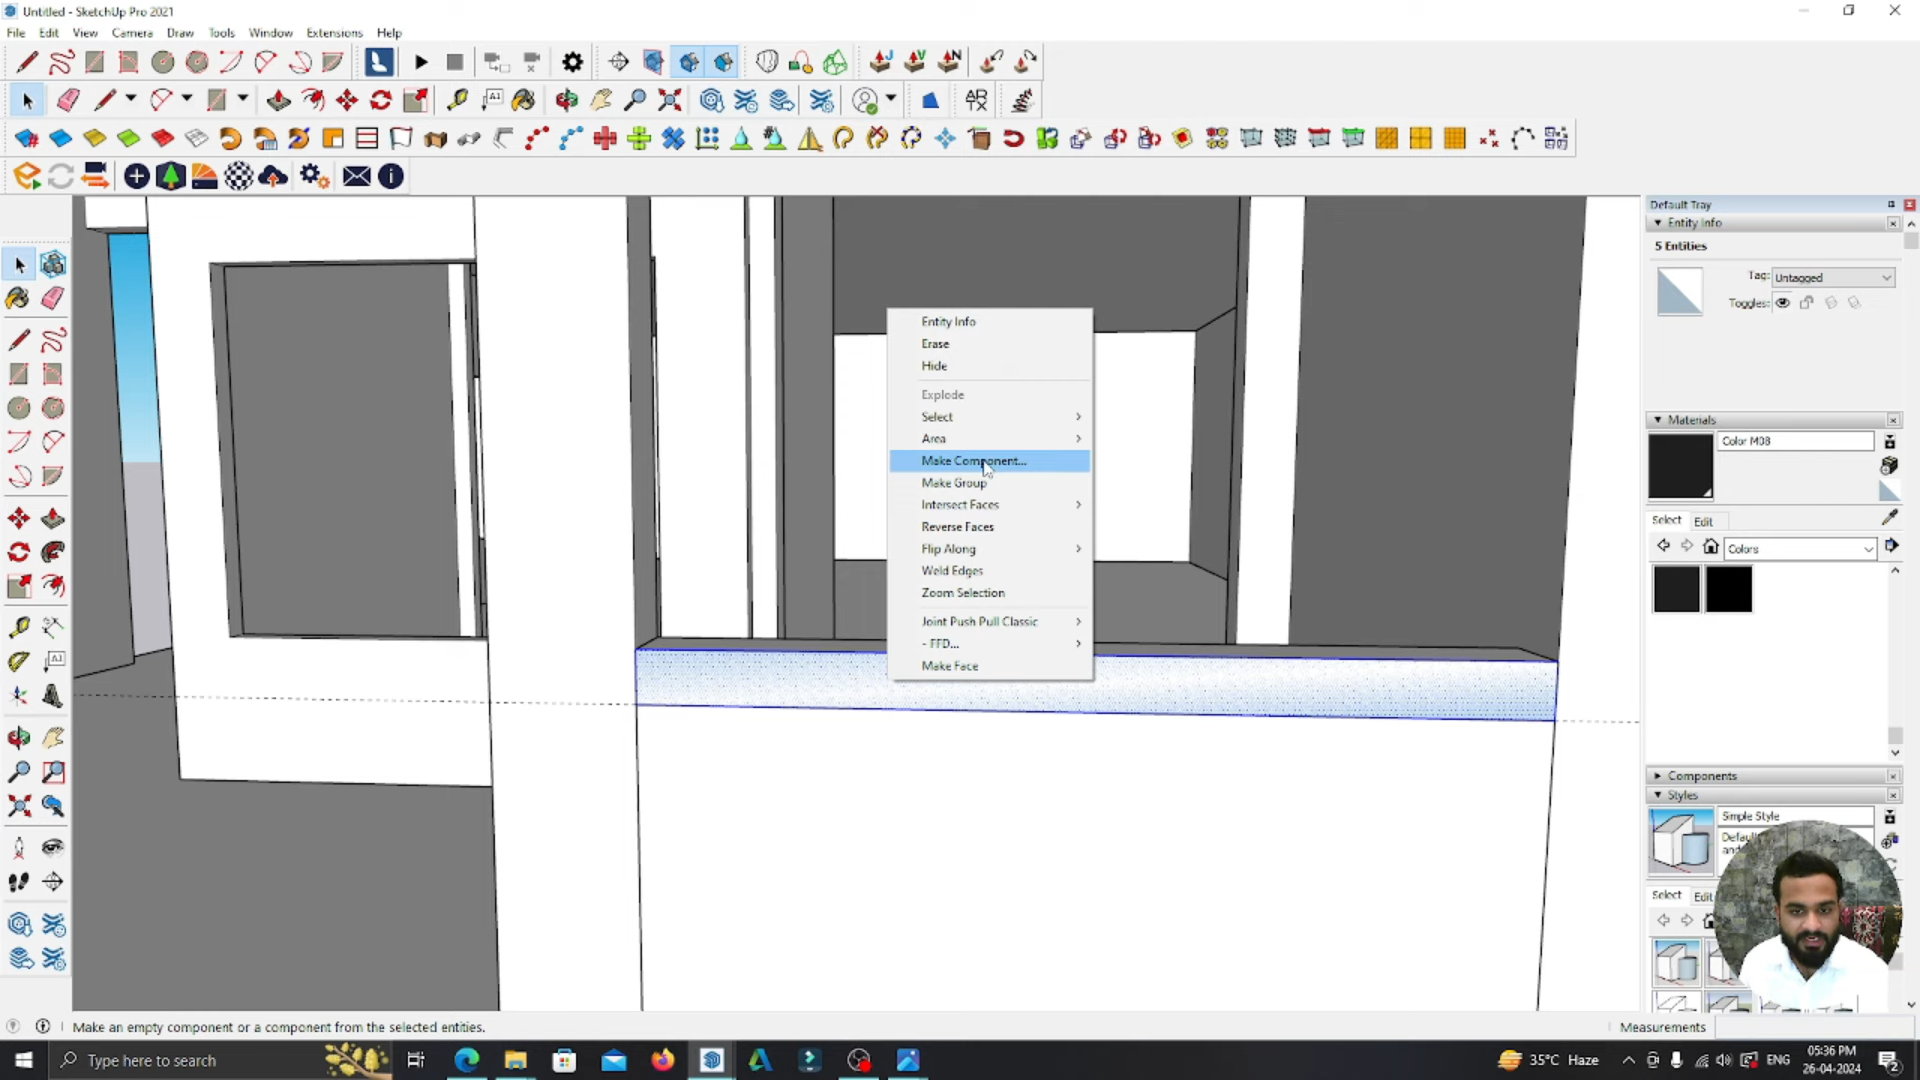 Untitled - SketchUp Pro 2021
File Edit View Camera Draw Tools Window Extensions Help
Default Tray
Entity Info
5 Entities
Tag: Untagged
Toggles:
Entity Info
Erase
Hide
Explode
Select
Area
Make Component...
Make Group
Intersect Faces
Reverse Faces
Flip Along
Weld Edges
Zoom Selection
Joint Push Pull Classic
- FFD...
Make Face
Materials
Color M08
Select Edit
Colors
Components
Styles
Simple Style
Select
Make an empty component or a component from the selected entities.
Measurements
Type here to search
35°C Haze
ENG
05:36 PM
26-04-2024
2